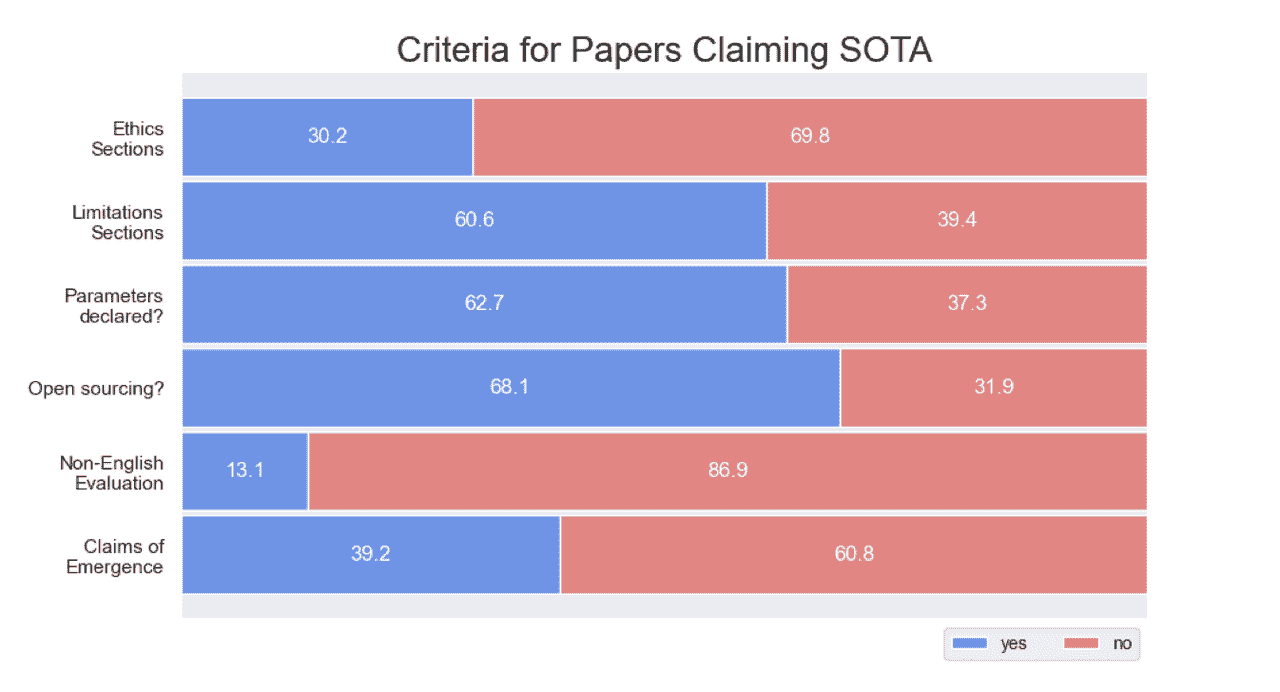 Criteria for Papers Claiming SOTA
Ethics
Sections
30.2
69.8
Limitations
Sections
60.6
39.4
Parameters
declared?
62.7
37.3
Open sourcing?
68.1
31.9
Non-English
Evaluation
13.1
86.9
Claims of
Emergence
39.2
60.8
yes
no